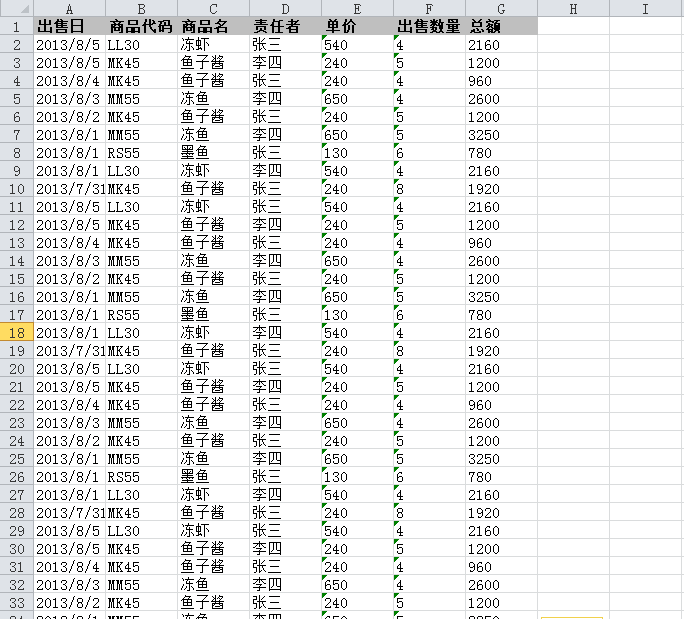 A B C D E F G H I
1 出售日 商品代码 商品名 责任者 单价 出售数量 总额
2 2013/8/5 LL30 冻虾 张三 540 4 2160
3 2013/8/5 MK45 鱼子酱 李四 240 5 1200
4 2013/8/4 MK45 鱼子酱 张三 240 4 960
5 2013/8/3 MM55 冻鱼 李四 650 4 2600
6 2013/8/2 MK45 鱼子酱 张三 240 5 1200
7 2013/8/1 MM55 冻鱼 李四 650 5 3250
8 2013/8/1 RS55 墨鱼 张三 130 6 780
9 2013/8/1 LL30 冻虾 李四 540 4 2160
10 2013/7/31 MK45 鱼子酱 张三 240 8 1920
11 2013/8/5 LL30 冻虾 张三 540 4 2160
12 2013/8/5 MK45 鱼子酱 李四 240 5 1200
13 2013/8/4 MK45 鱼子酱 张三 240 4 960
14 2013/8/3 MM55 冻鱼 李四 650 4 2600
15 2013/8/2 MK45 鱼子酱 张三 240 5 1200
16 2013/8/1 MM55 冻鱼 李四 650 5 3250
17 2013/8/1 RS55 墨鱼 张三 130 6 780
18 2013/8/1 LL30 冻虾 李四 540 4 2160
19 2013/7/31 MK45 鱼子酱 张三 240 8 1920
20 2013/8/5 LL30 冻虾 张三 540 4 2160
21 2013/8/5 MK45 鱼子酱 李四 240 5 1200
22 2013/8/4 MK45 鱼子酱 张三 240 4 960
23 2013/8/3 MM55 冻鱼 李四 650 4 2600
24 2013/8/2 MK45 鱼子酱 张三 240 5 1200
25 2013/8/1 MM55 冻鱼 李四 650 5 3250
26 2013/8/1 RS55 墨鱼 张三 130 6 780
27 2013/8/1 LL30 冻虾 李四 540 4 2160
28 2013/7/31 MK45 鱼子酱 张三 240 8 1920
29 2013/8/5 LL30 冻虾 张三 540 4 2160
30 2013/8/5 MK45 鱼子酱 李四 240 5 1200
31 2013/8/4 MK45 鱼子酱 张三 240 4 960
32 2013/8/3 MM55 冻鱼 李四 650 4 2600
33 2013/8/2 MK45 鱼子酱 张三 240 5 1200